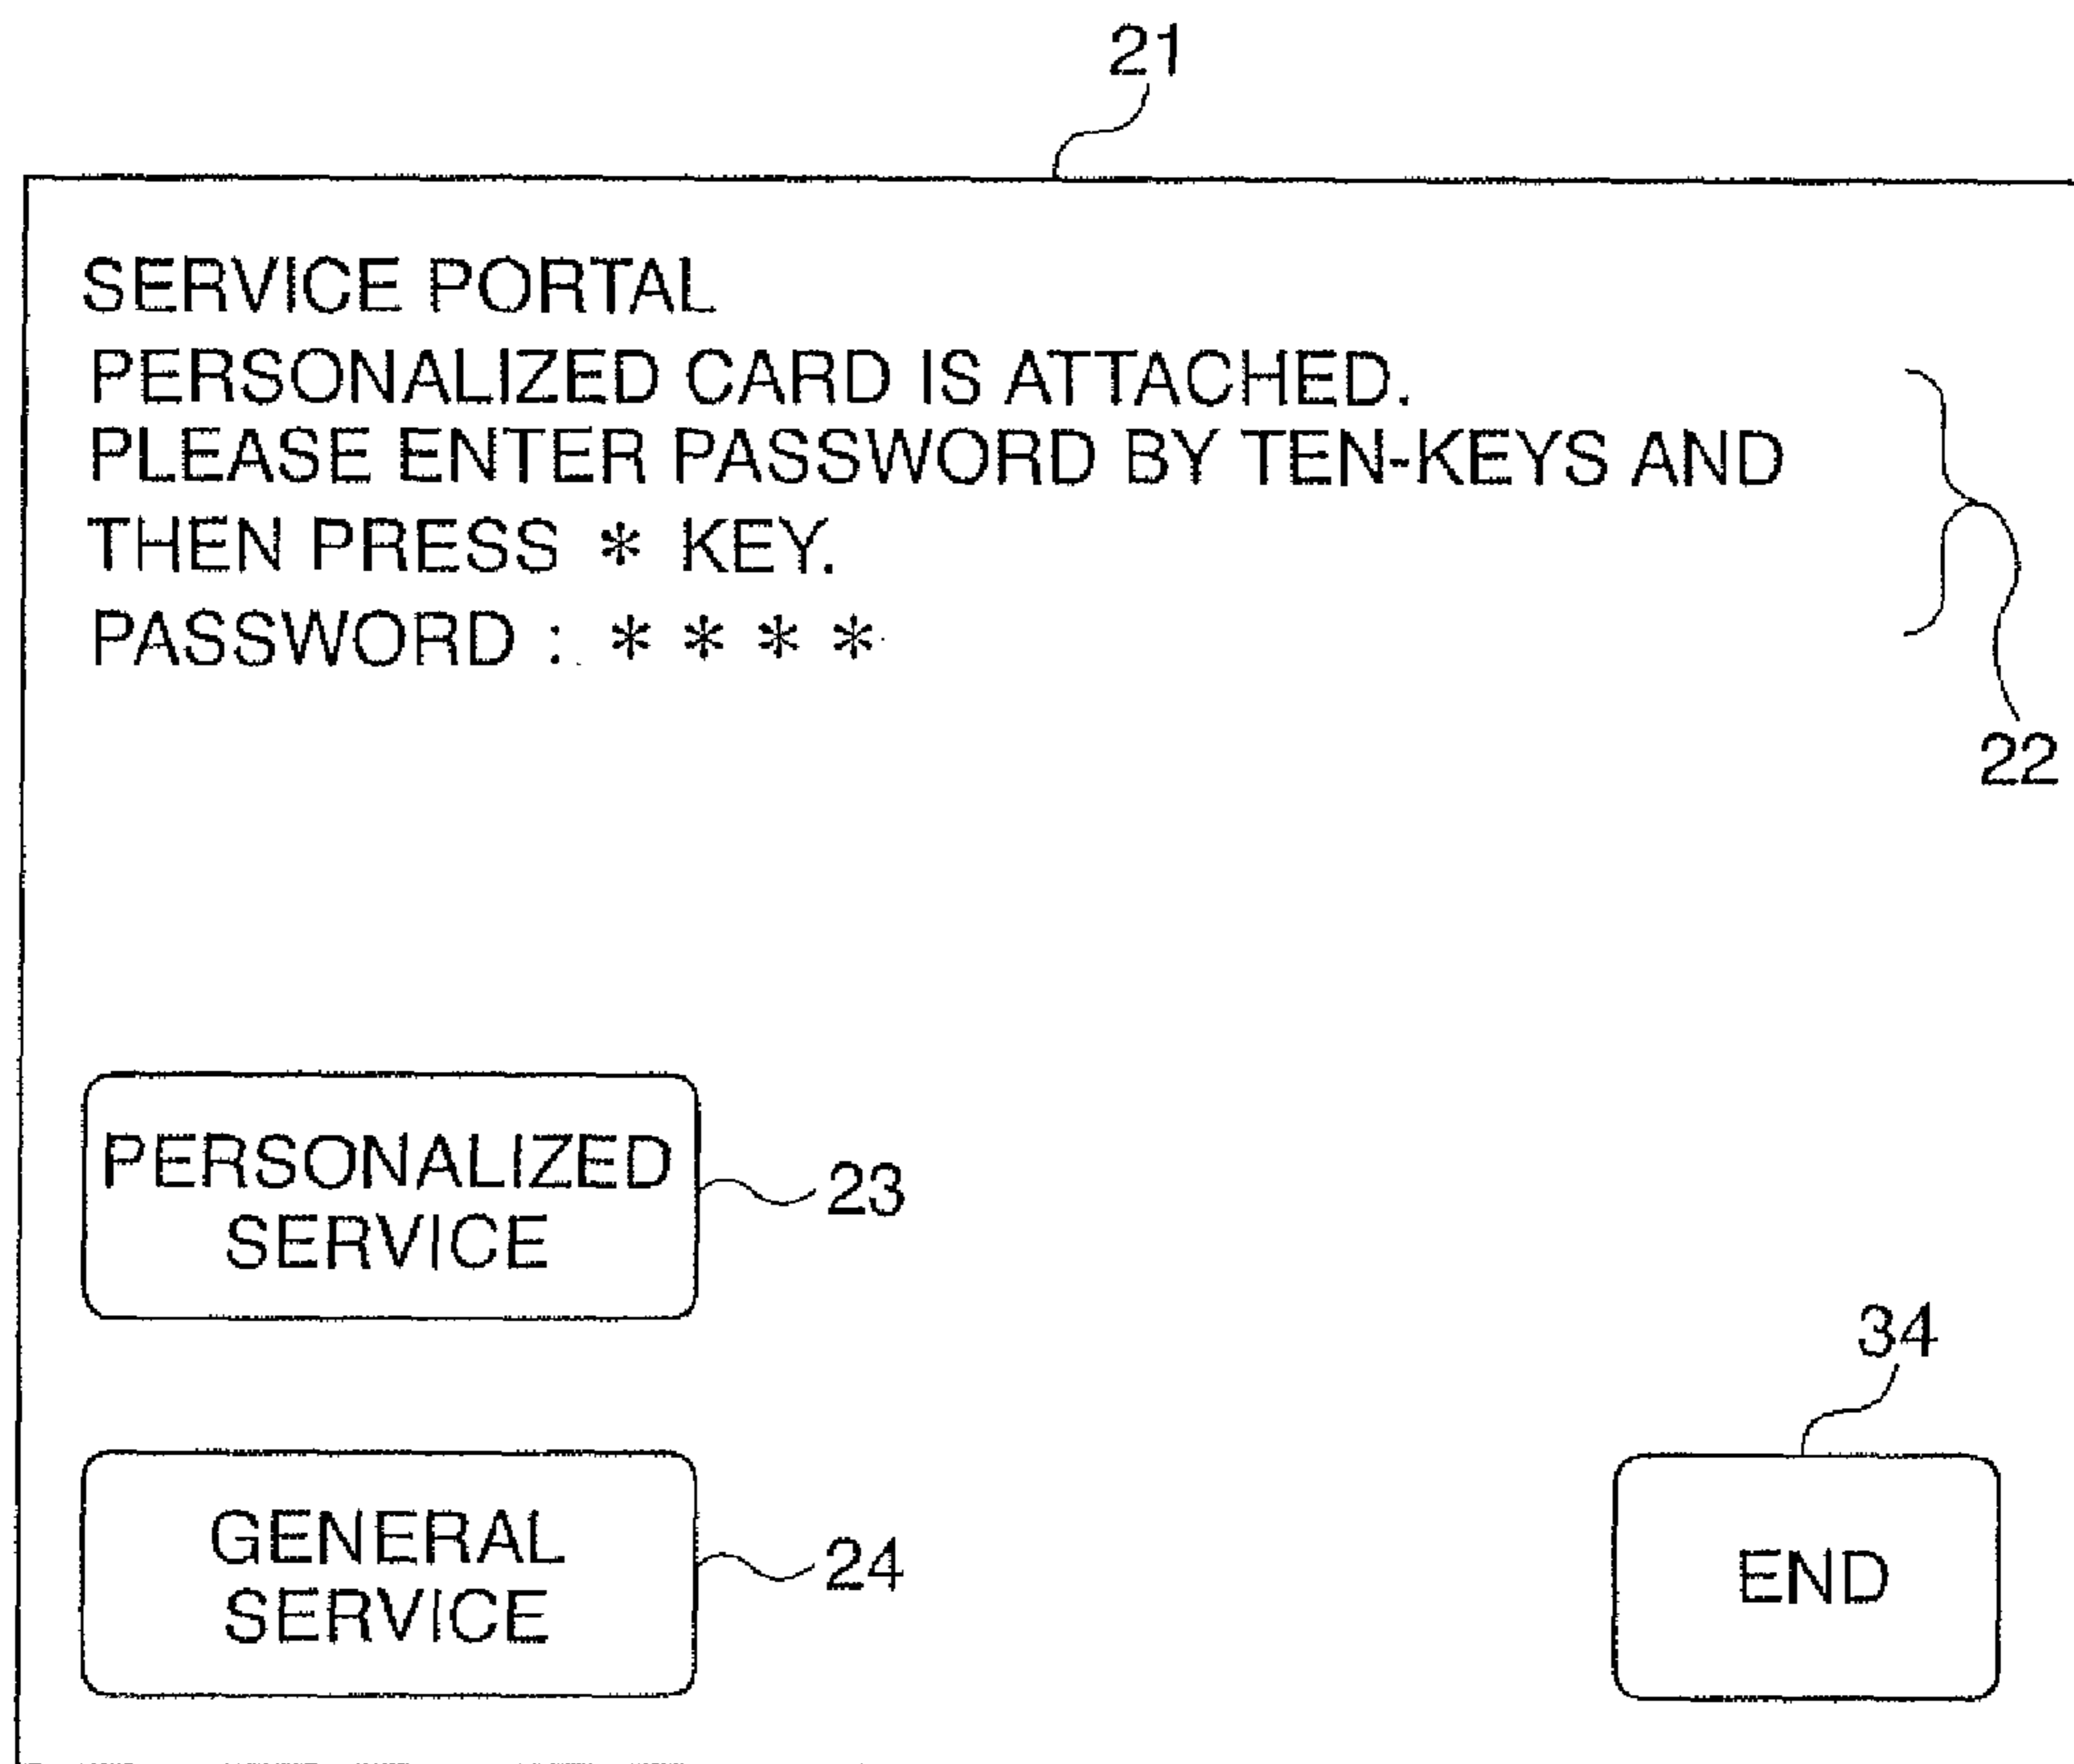 21
SERVICE PORTAL
PERSONALIZED CARD IS ATTACHED.
PLEASE ENTER PASSWORD BY TEN-KEYS AND
THEN PRESS * KEY.
PASSWORD : * * * *
22
PERSONALIZED
SERVICE
23
34
GENERAL
SERVICE
24
END